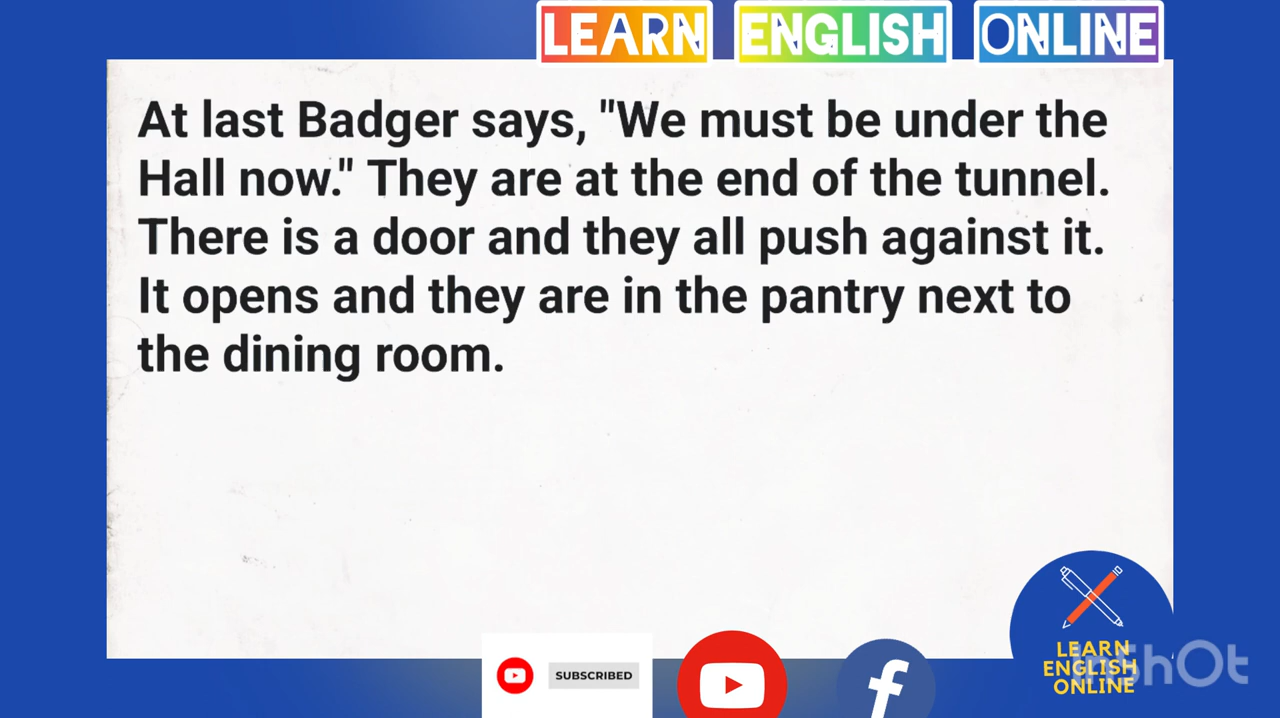 LEARN ENGLISH ONLINE
At last Badger says, "We must be under the
Hall now." They are at the end of the tunnel.
There is a door and they all push against it.
It opens and they are in the pantry next to
the dining room.
SUBSCRIBED
LEARN
ENGLISH
ONLINE